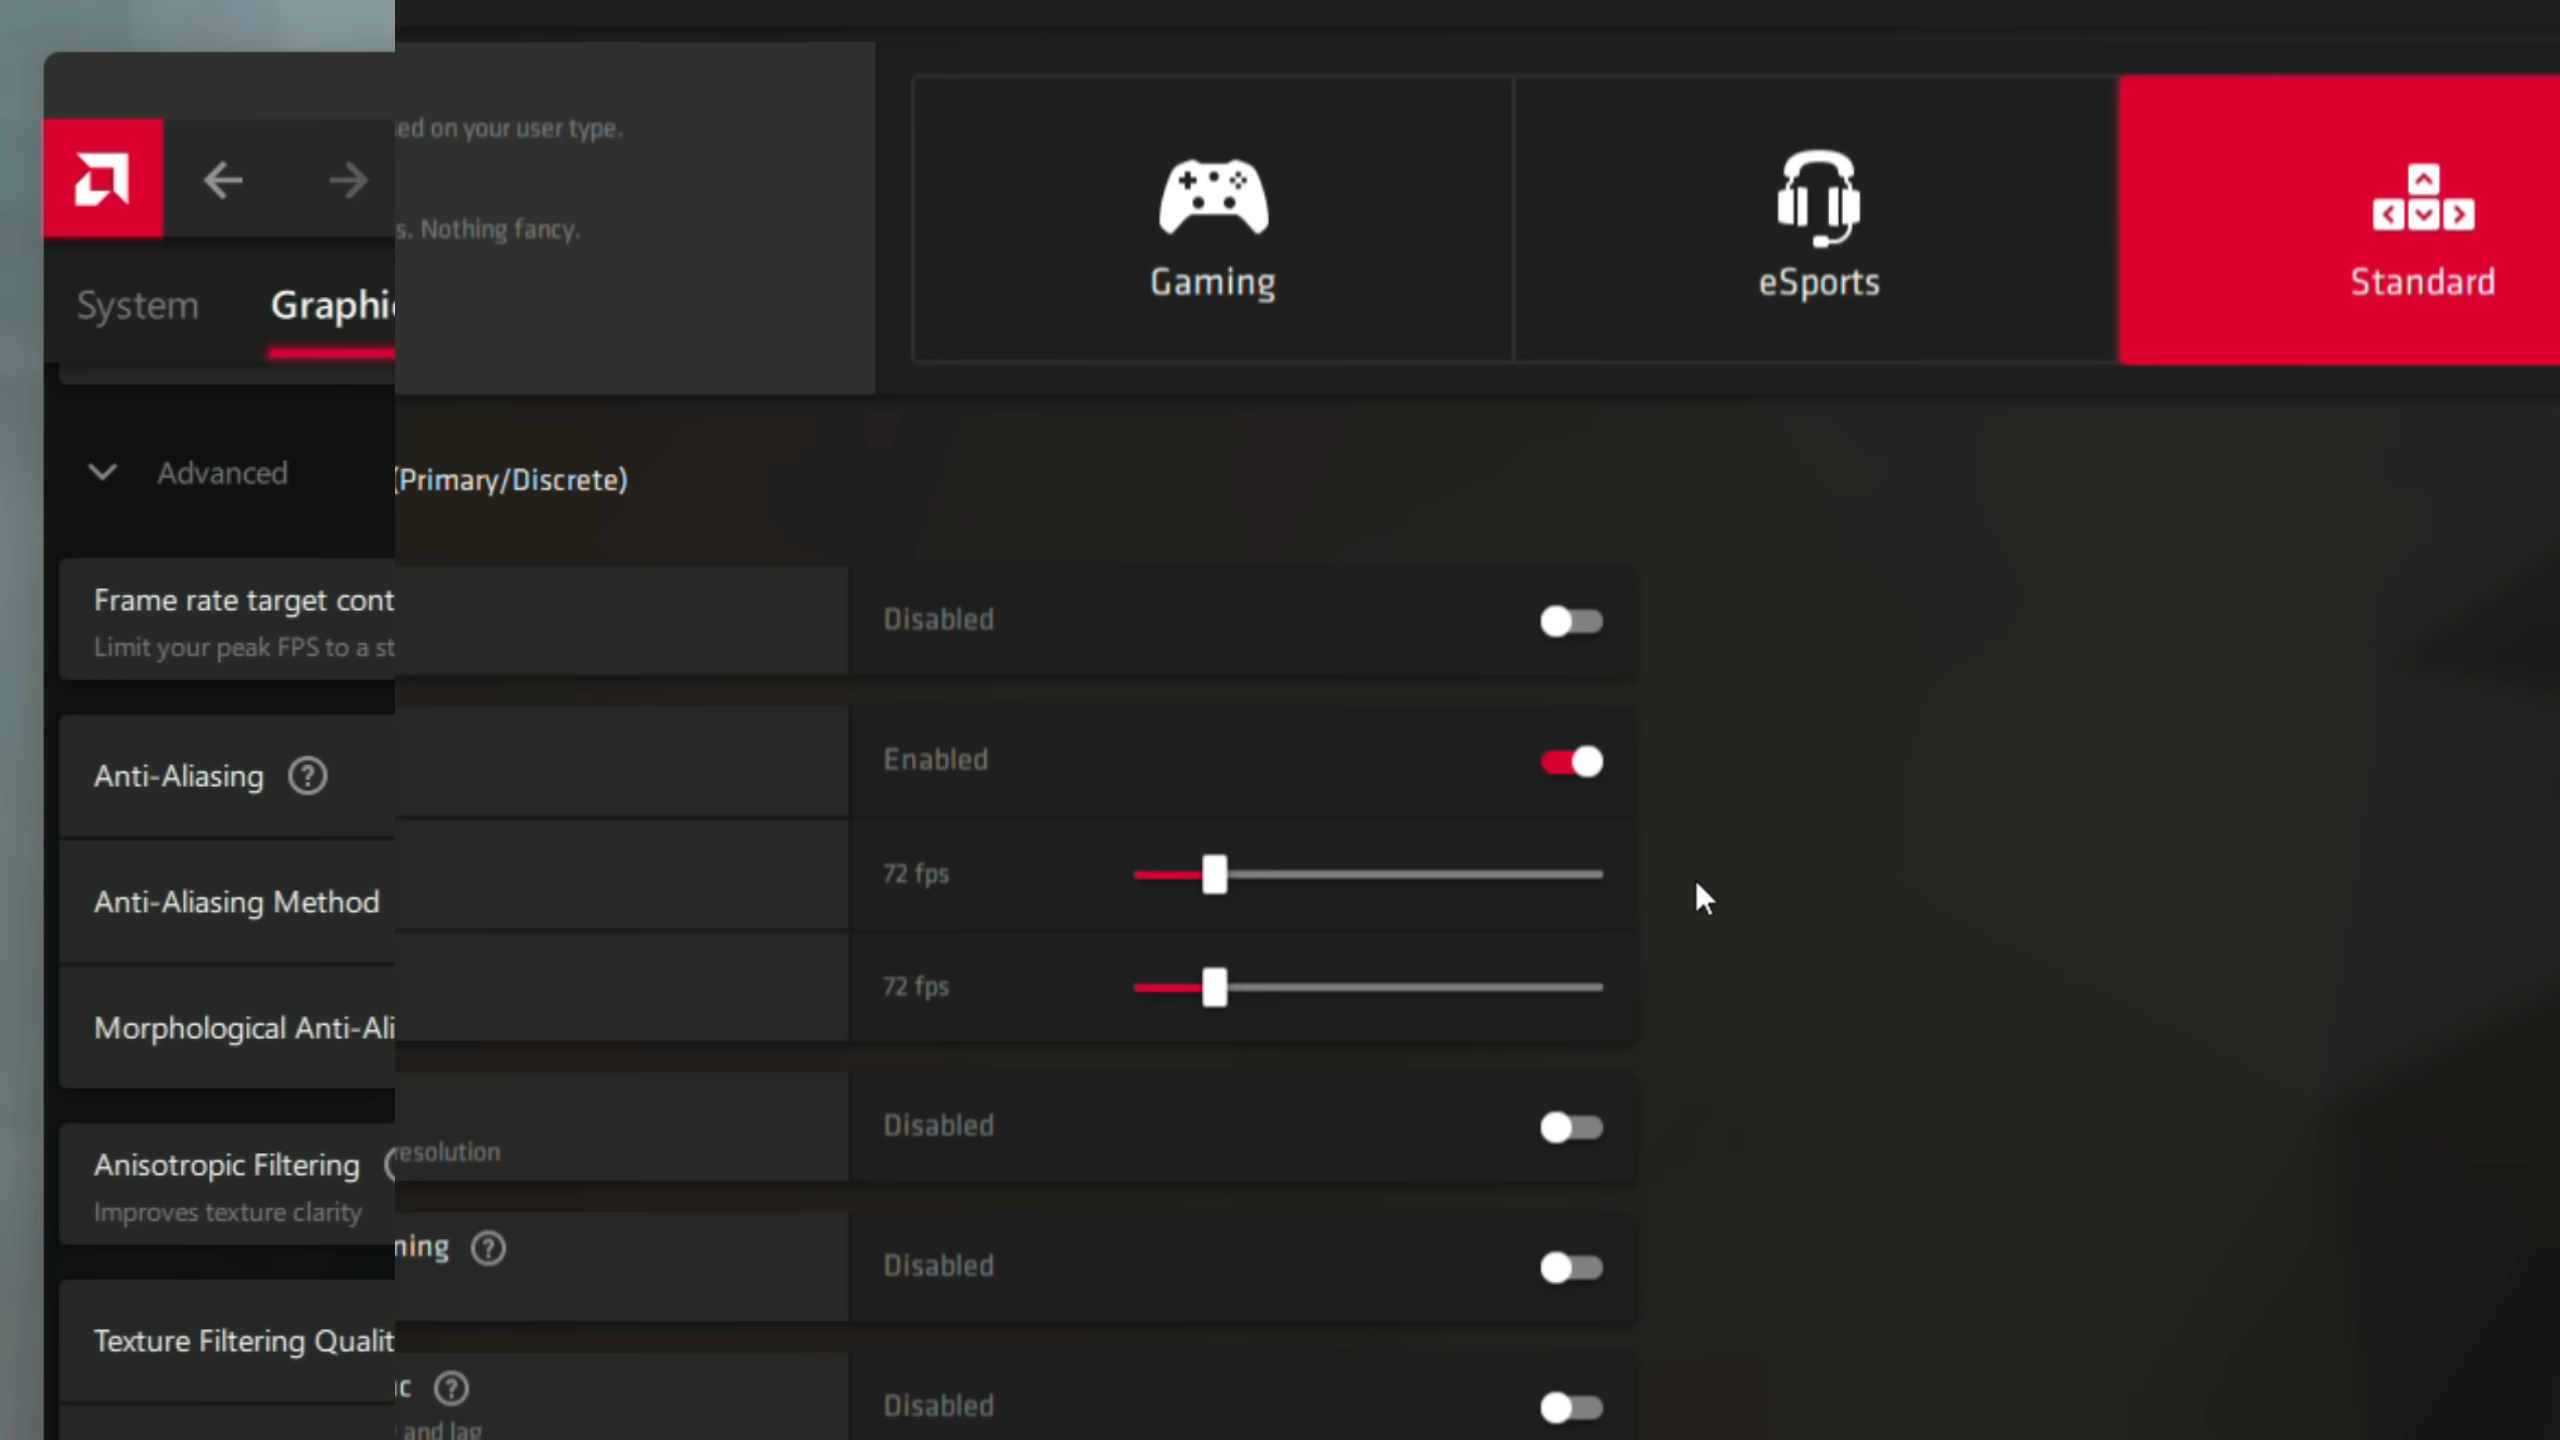 ed on your user type.
s. Nothing fancy.
Gaming
eSports
Standard
System
Graphic
Advanced
(Primary/Discrete)
Frame rate target cont
Limit your peak FPS to a st
Disabled
Anti-Aliasing
Enabled
Anti-Aliasing Method
72 fps
Morphological Anti-Ali
72 fps
Anisotropic Filtering
Improves texture clarity
resolution
Disabled
ning
Disabled
Texture Filtering Qualit
c
and lag
Disabled